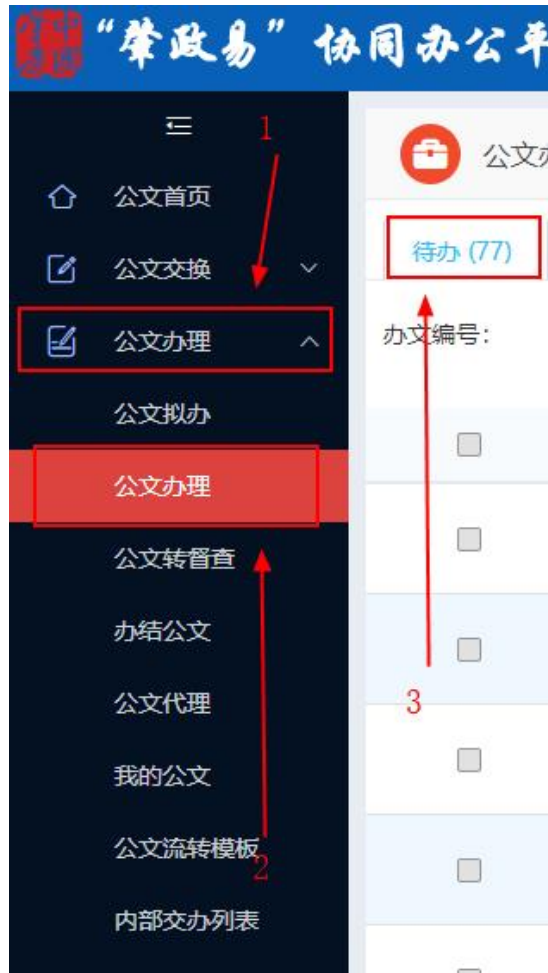 “肇政易”协同办公平
1
公文首页
公文交换
公文办理
公文拟办
公文办理
公文转督查
办结公文
公文代理
我的公文
公文流转模板
2
内部交办列表
公文
待办 (77)
办文编号：
3